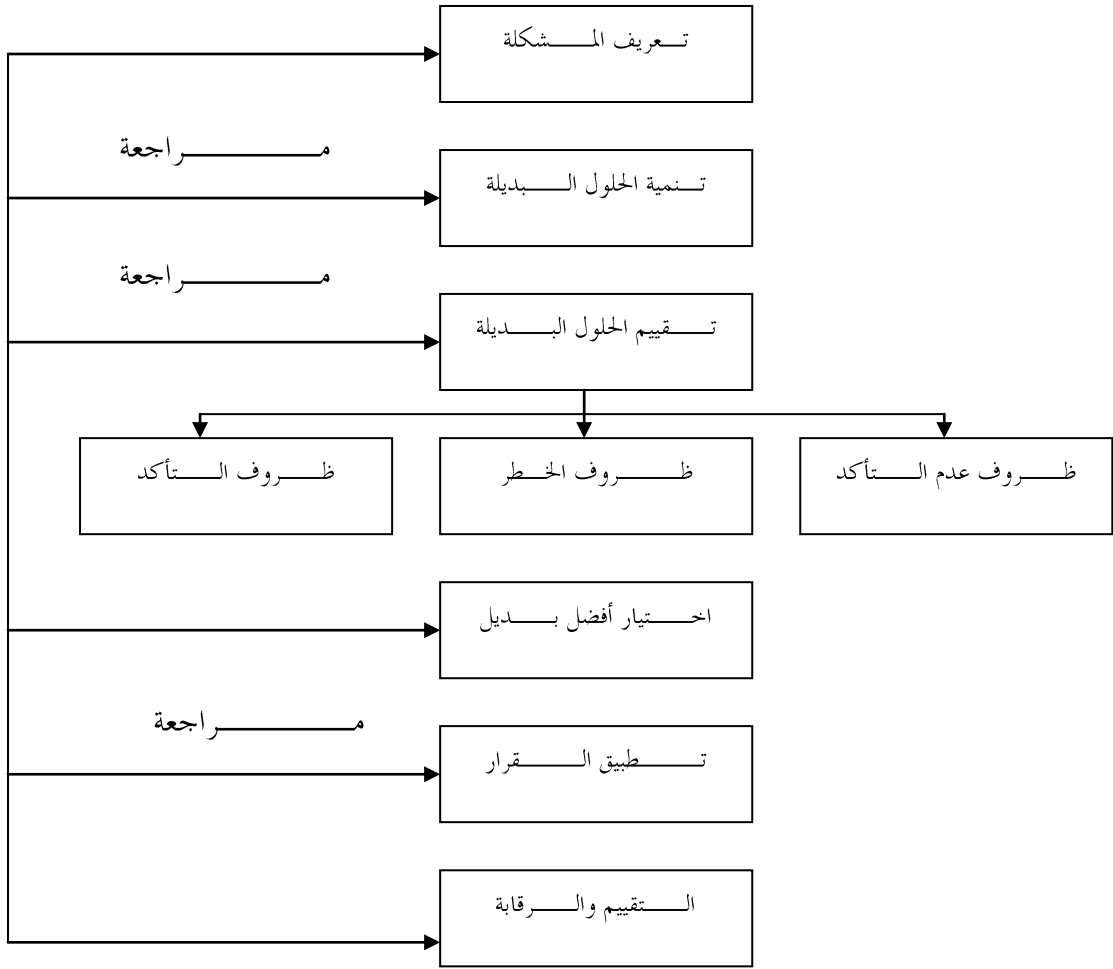 تعريف المشكلة
مراجعة
تنمية الحلول البديلة
مراجعة
تقييم الحلول البديلة
ظروف عدم التأكد
ظروف الخطر
ظروف التأكد
اختيار أفضل بديل
مراجعة
تطبيق القرار
التقييم والرقابة